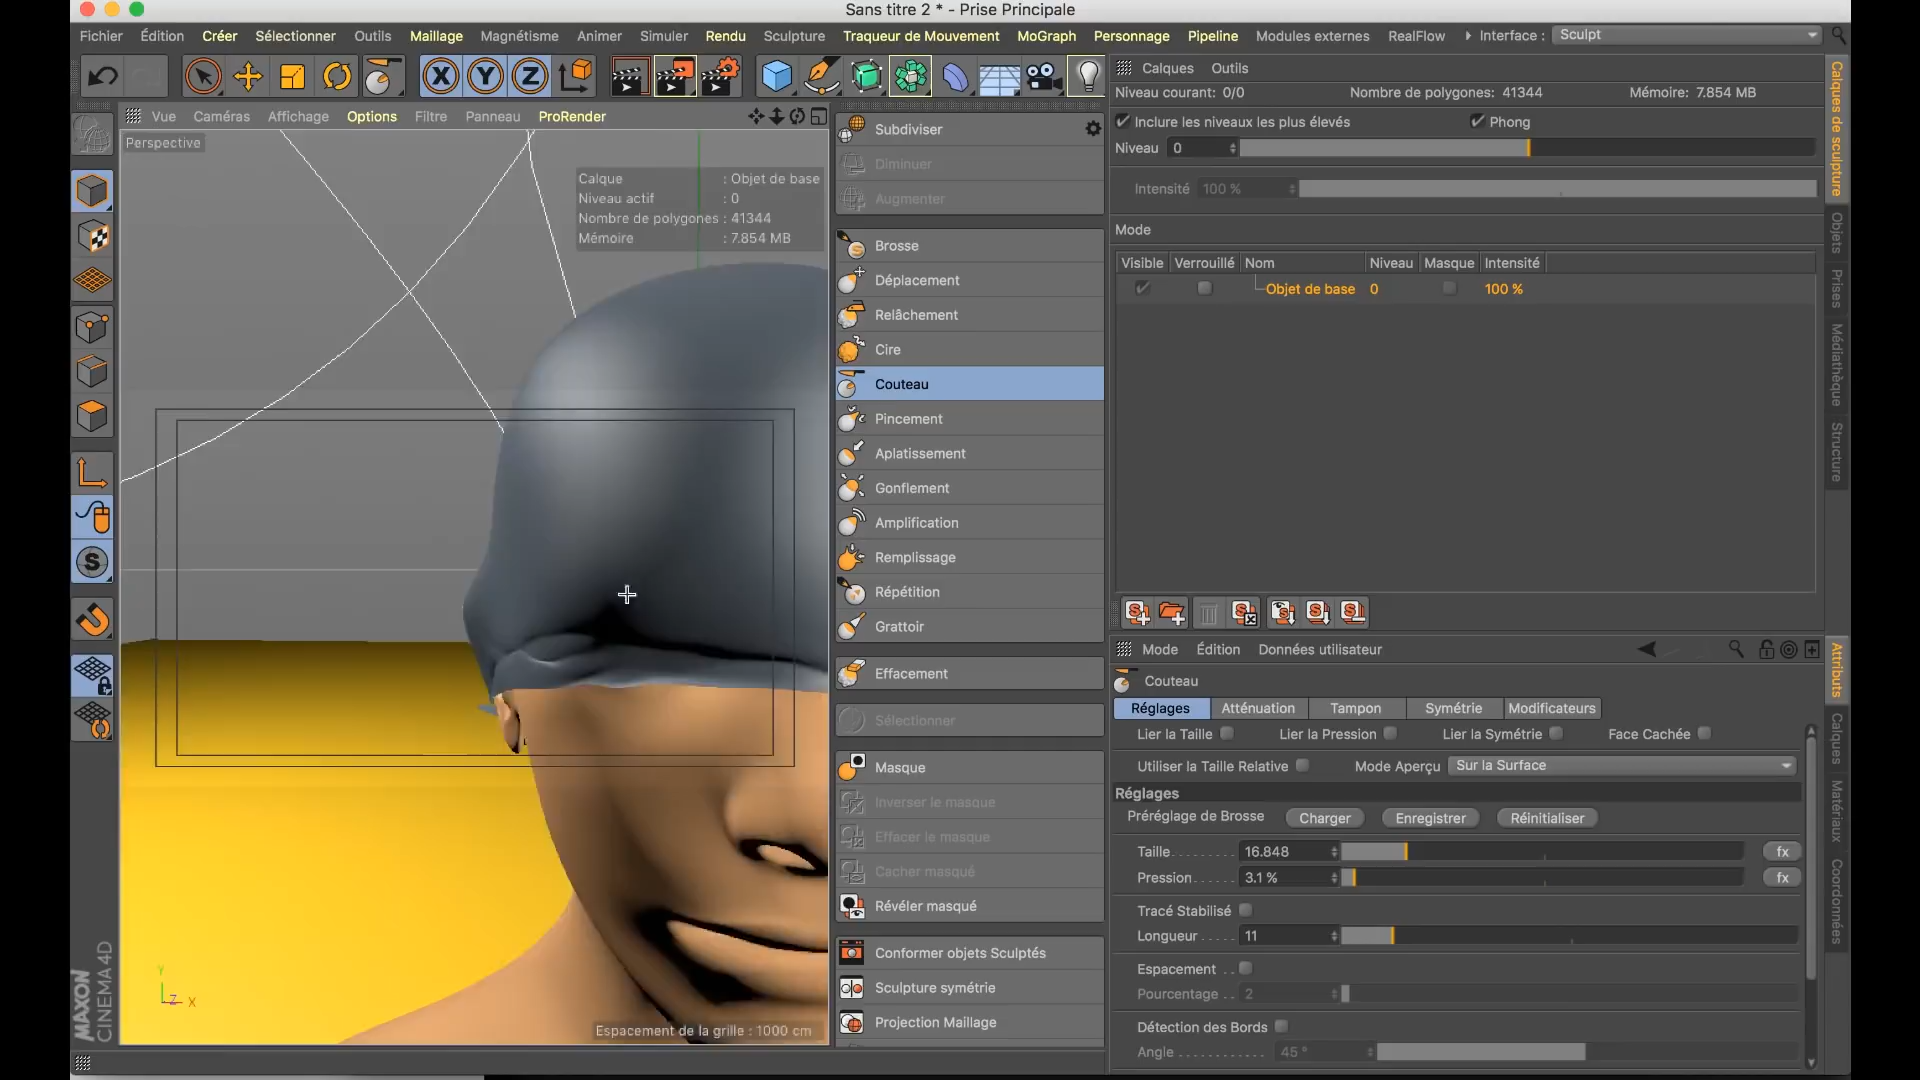 Sans titre 2 * - Prise Principale
Fichier Édition Créer Sélectionner Outils Maillage Magnétisme Animer Simuler Rendu Sculpture Traqueur de Mouvement MoGraph Personnage Pipeline Modules externes RealFlow Interface : Sculpt
X Y Z
Vue Caméras Affichage Options Filtre Panneau ProRender
Perspective
Calque : Objet de base
Niveau actif : 0
Nombre de polygones : 41344
Mémoire : 7.854 MB
Espacement de la grille : 1000 cm
Y
Z X
MAXON
CINEMA 4D
Subdiviser
Diminuer
Augmenter
Brosse
Déplacement
Relâchement
Cire
Couteau
Pincement
Aplatissement
Gonflement
Amplification
Remplissage
Répétition
Grattoir
Effacement
Sélectionner
Masque
Inverser le masque
Effacer le masque
Cacher masqué
Révéler masqué
Conformer objets Sculptés
Sculpture symétrie
Projection Maillage
Calques Outils
Niveau courant: 0/0 Nombre de polygones: 41344 Mémoire: 7.854 MB
Inclure les niveaux les plus élevés Phong
Niveau 0
Intensité 100 %
Mode
Visible Verrouillé Nom Niveau Masque Intensité
Objet de base 0 100 %
Mode Édition Données utilisateur
Couteau
Réglages Atténuation Tampon Symétrie Modificateurs
Lier la Taille Lier la Pression Lier la Symétrie Face Cachée
Utiliser la Taille Relative Mode Aperçu Sur la Surface
Réglages
Préréglage de Brosse Charger Enregistrer Réinitialiser
Taille 16.848 fx
Pression 3.1 % fx
Tracé Stabilisé
Longueur 11
Espacement
Pourcentage 2
Détection des Bords
Angle 45 °
Calques de sculpture
Objets
Prises
Médiathèque
Structure
Attributs
Calques
Matériaux
Coordonnées